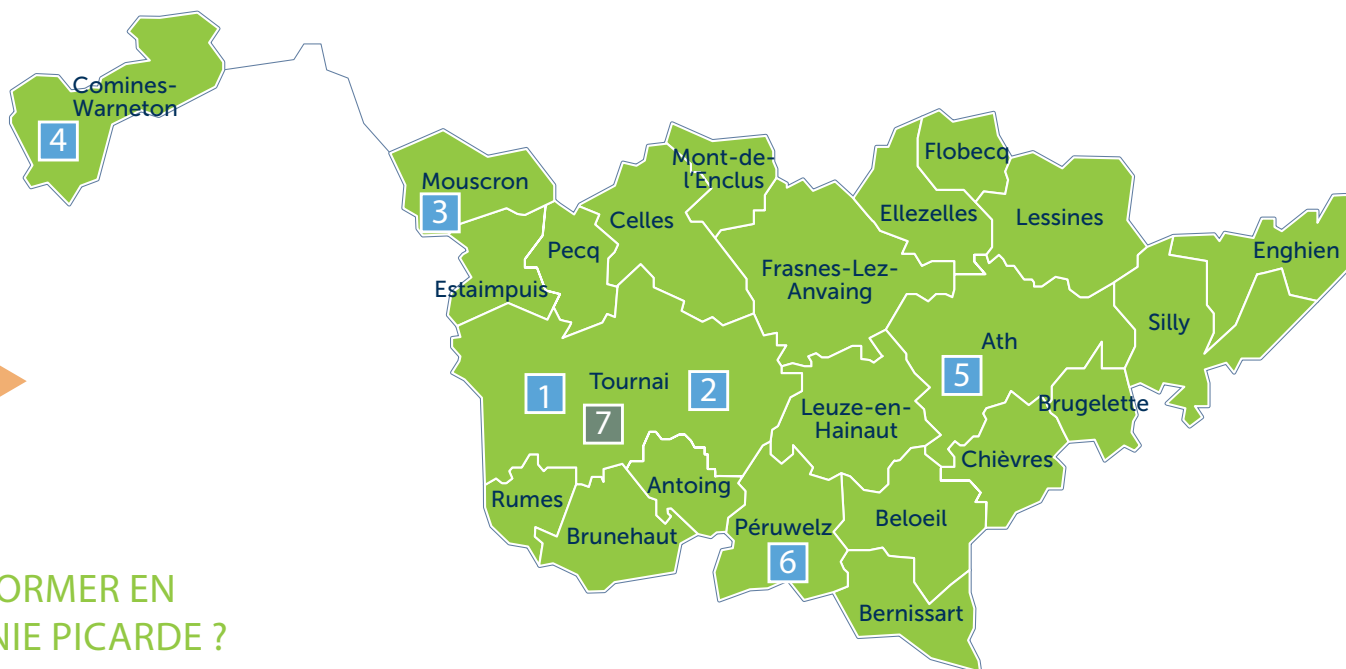 Comines-
Warneton
4
Mouscron
3
Mont-de-
l'Enclus
Flobecq
Celles
Ellezelles
Lessines
Pecq
Enghien
Estaimpuis
Frasnes-Lez-
Anvaing
Silly
Ath
5
1
Tournai
2
7
Leuze-en-
Hainaut
Brugelette
Chièvres
Rumes
Antoing
Brunehaut
Péruwelz
6
Beloeil
Bernissart
ORMER EN
NIE PICARDE ?